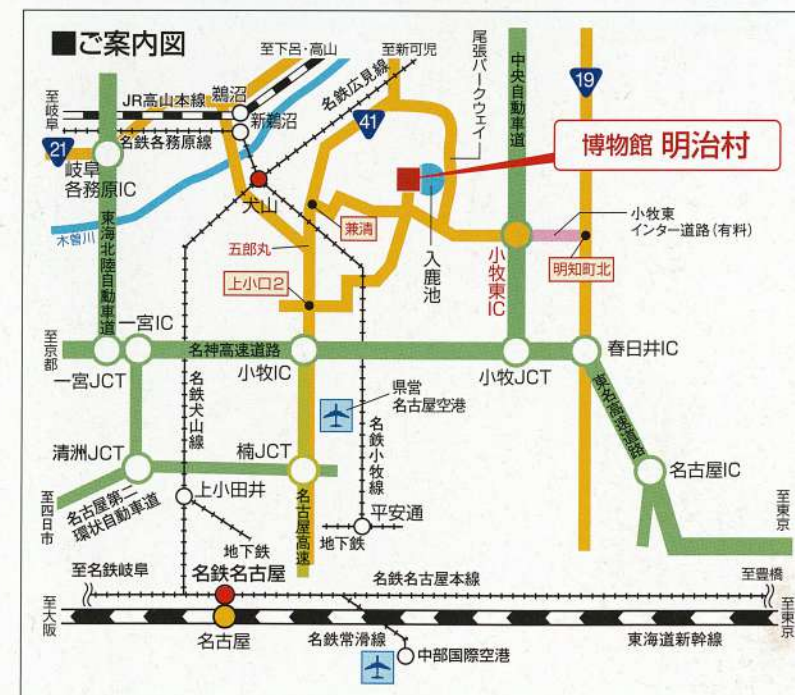 ■ご案内図
至下呂・高山
至新可児
尾張パークウェイ
中央自動車道
19
至岐阜
JR高山本線
鵜沼
新鵜沼
名鉄広見線
41
名鉄各務原線
21
岐阜
各務原IC
博物館 明治村
犬山
兼清
小牧東
インター道路(有料)
木曽川
東海北陸自動車道
五郎丸
入鹿池
小牧東IC
明知町北
上小口2
一宮IC
至京都
名神高速道路
春日井IC
一宮JCT
小牧IC
小牧JCT
名鉄犬山線
県営
名古屋空港
名鉄小牧線
東名高速道路
清洲JCT
楠JCT
名古屋IC
上小田井
名古屋第二
環状自動車道
至四日市
名古屋高速
平安通
地下鉄
地下鉄
至東京
至名鉄岐阜
名鉄名古屋
名鉄名古屋本線
至豊橋
至大阪
至東京
名古屋
名鉄常滑線
東海道新幹線
中部国際空港